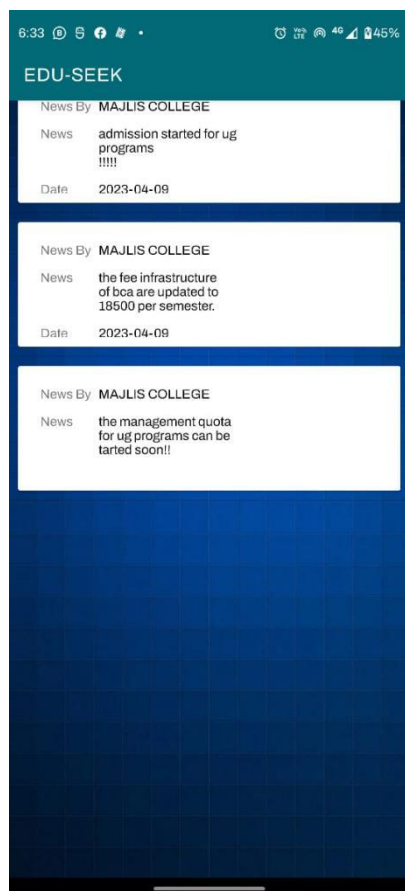 6:33 4G 45%
EDU-SEEK
News By MAJLIS COLLEGE
News admission started for ug
programs
!!!!!
Date 2023-04-09
News By MAJLIS COLLEGE
News the fee infrastructure
of bca are updated to
18500 per semester.
Date 2023-04-09
News By MAJLIS COLLEGE
News the management quota
for ug programs can be
tarted soon!!